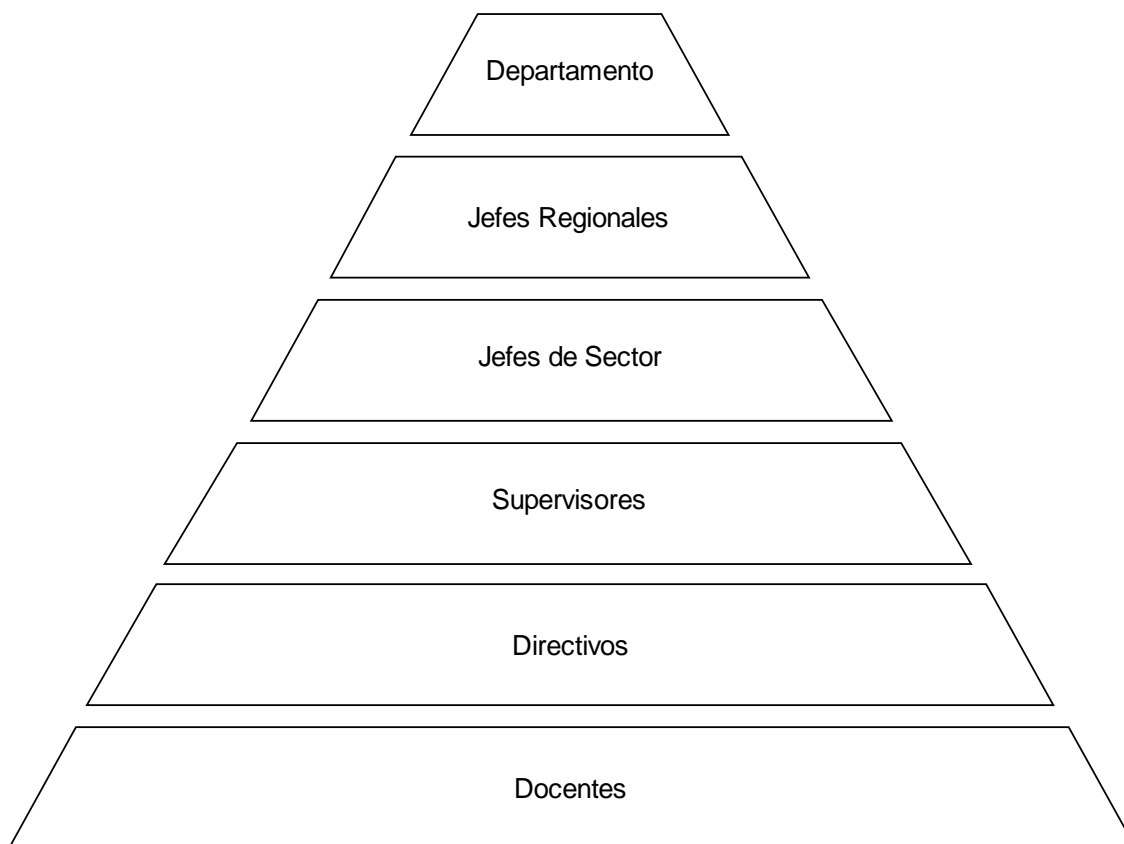 Departamento
Jefes Regionales
Jefes de Sector
Supervisores
Directivos
Docentes